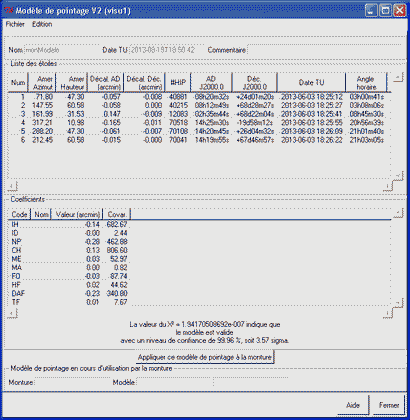 Modèle de pointage V2 (visu1)
Fichier Edition
Nom monModele Date TU 2013-08-19T18:50:42 Commentaire
Liste des étoiles
Num Amer Azimut Amer Hauteur Décal. AD (arcmin) Décal. Déc. (arcmin) #HIP AD J2000.0 Déc. J2000.0 Date TU Angle horaire
1 71.80 47.30 -0.057 -0.008 40881 08h20m32s +24d01m20s 2013-06-03 18:25:12 03h00m41s
2 147.55 60.58 -0.058 0.000 40215 08h12m49s +68d28m27s 2013-06-03 18:25:27 03h08m06s
3 161.99 31.53 0.147 -0.009 12083 02h35m44s +68d22m04s 2013-06-03 18:25:41 08h45m30s
4 317.21 10.98 -0.165 -0.011 70518 14h25m30s -19d58m12s 2013-06-03 18:25:55 20h56m39s
5 288.20 47.30 -0.061 -0.007 70108 14h20m45s +26d04m32s 2013-06-03 18:26:09 21h01m40s
6 212.45 60.58 -0.015 -0.000 70041 14h19m55s +67d46m57s 2013-06-03 18:26:22 21h03m05s
Coefficients
Code Nom Valeur (arcmin) Covar.
IH -0.14 682.67
ID -0.00 2.44
NP -0.28 462.88
CH 0.13 806.60
ME -0.03 52.97
MA 0.00 0.82
FO -0.03 -87.74
HF 0.02 44.62
DAF -0.23 340.80
TF 0.01 7.67
La valeur du X² = 1.94170508692e-007 indique que
le modèle est valide
avec un niveau de confiance de 99.96 %, soit 3.57 sigma.
Appliquer ce modèle de pointage à la monture
Modèle de pointage en cours d'utilisation par la monture
Monture: Modèle:
Aide Fermer